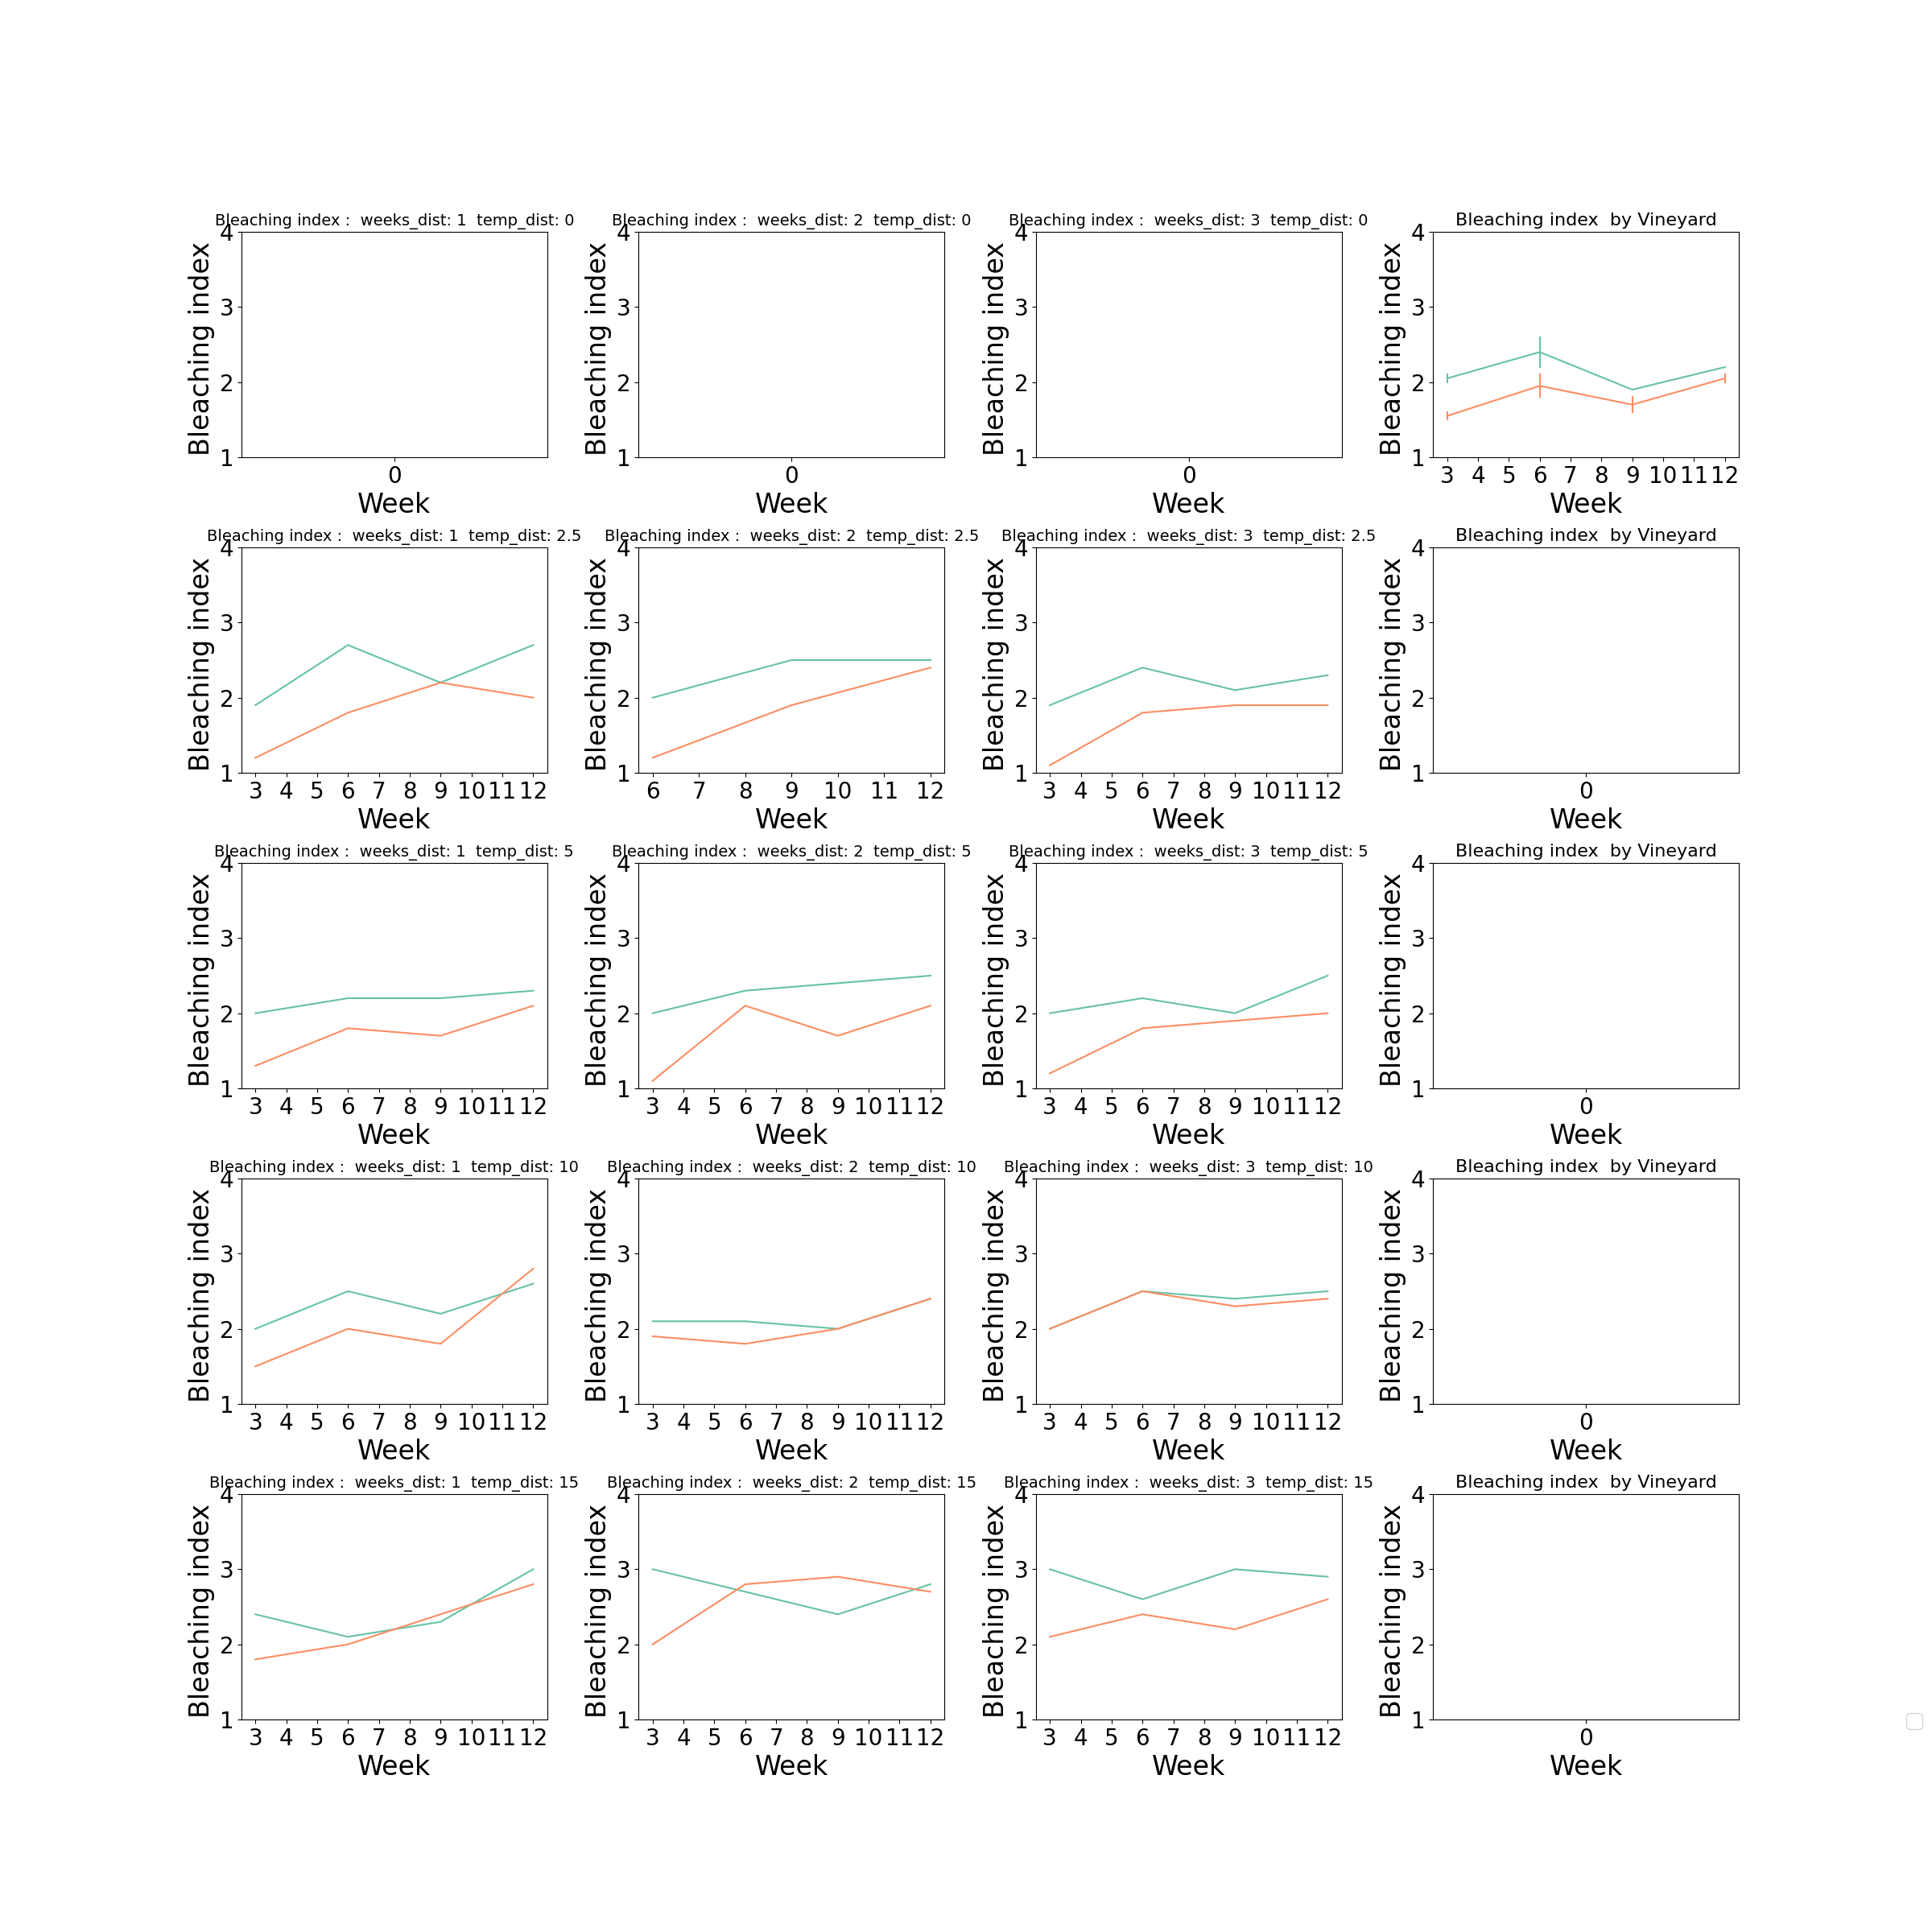 Bleaching index :  weeks_dist: 1  temp_dist: 0
4
3
2
1
Bleaching index
0
Week
Bleaching index :  weeks_dist: 2  temp_dist: 0
4
3
2
1
Bleaching index
0
Week
Bleaching index :  weeks_dist: 3  temp_dist: 0
4
3
2
1
Bleaching index
0
Week
Bleaching index  by Vineyard
4
3
2
1
Bleaching index
3 4 5 6 7 8 9 10 11 12
Week
Bleaching index :  weeks_dist: 1  temp_dist: 2.5
4
3
2
1
Bleaching index
3 4 5 6 7 8 9 10 11 12
Week
Bleaching index :  weeks_dist: 2  temp_dist: 2.5
4
3
2
1
Bleaching index
6 7 8 9 10 11 12
Week
Bleaching index :  weeks_dist: 3  temp_dist: 2.5
4
3
2
1
Bleaching index
3 4 5 6 7 8 9 10 11 12
Week
Bleaching index  by Vineyard
4
3
2
1
Bleaching index
0
Week
Bleaching index :  weeks_dist: 1  temp_dist: 5
4
3
2
1
Bleaching index
3 4 5 6 7 8 9 10 11 12
Week
Bleaching index :  weeks_dist: 2  temp_dist: 5
4
3
2
1
Bleaching index
3 4 5 6 7 8 9 10 11 12
Week
Bleaching index :  weeks_dist: 3  temp_dist: 5
4
3
2
1
Bleaching index
3 4 5 6 7 8 9 10 11 12
Week
Bleaching index  by Vineyard
4
3
2
1
Bleaching index
0
Week
Bleaching index :  weeks_dist: 1  temp_dist: 10
4
3
2
1
Bleaching index
3 4 5 6 7 8 9 10 11 12
Week
Bleaching index :  weeks_dist: 2  temp_dist: 10
4
3
2
1
Bleaching index
3 4 5 6 7 8 9 10 11 12
Week
Bleaching index :  weeks_dist: 3  temp_dist: 10
4
3
2
1
Bleaching index
3 4 5 6 7 8 9 10 11 12
Week
Bleaching index  by Vineyard
4
3
2
1
Bleaching index
0
Week
Bleaching index :  weeks_dist: 1  temp_dist: 15
4
3
2
1
Bleaching index
3 4 5 6 7 8 9 10 11 12
Week
Bleaching index :  weeks_dist: 2  temp_dist: 15
4
3
2
1
Bleaching index
3 4 5 6 7 8 9 10 11 12
Week
Bleaching index :  weeks_dist: 3  temp_dist: 15
4
3
2
1
Bleaching index
3 4 5 6 7 8 9 10 11 12
Week
Bleaching index  by Vineyard
4
3
2
1
Bleaching index
0
Week